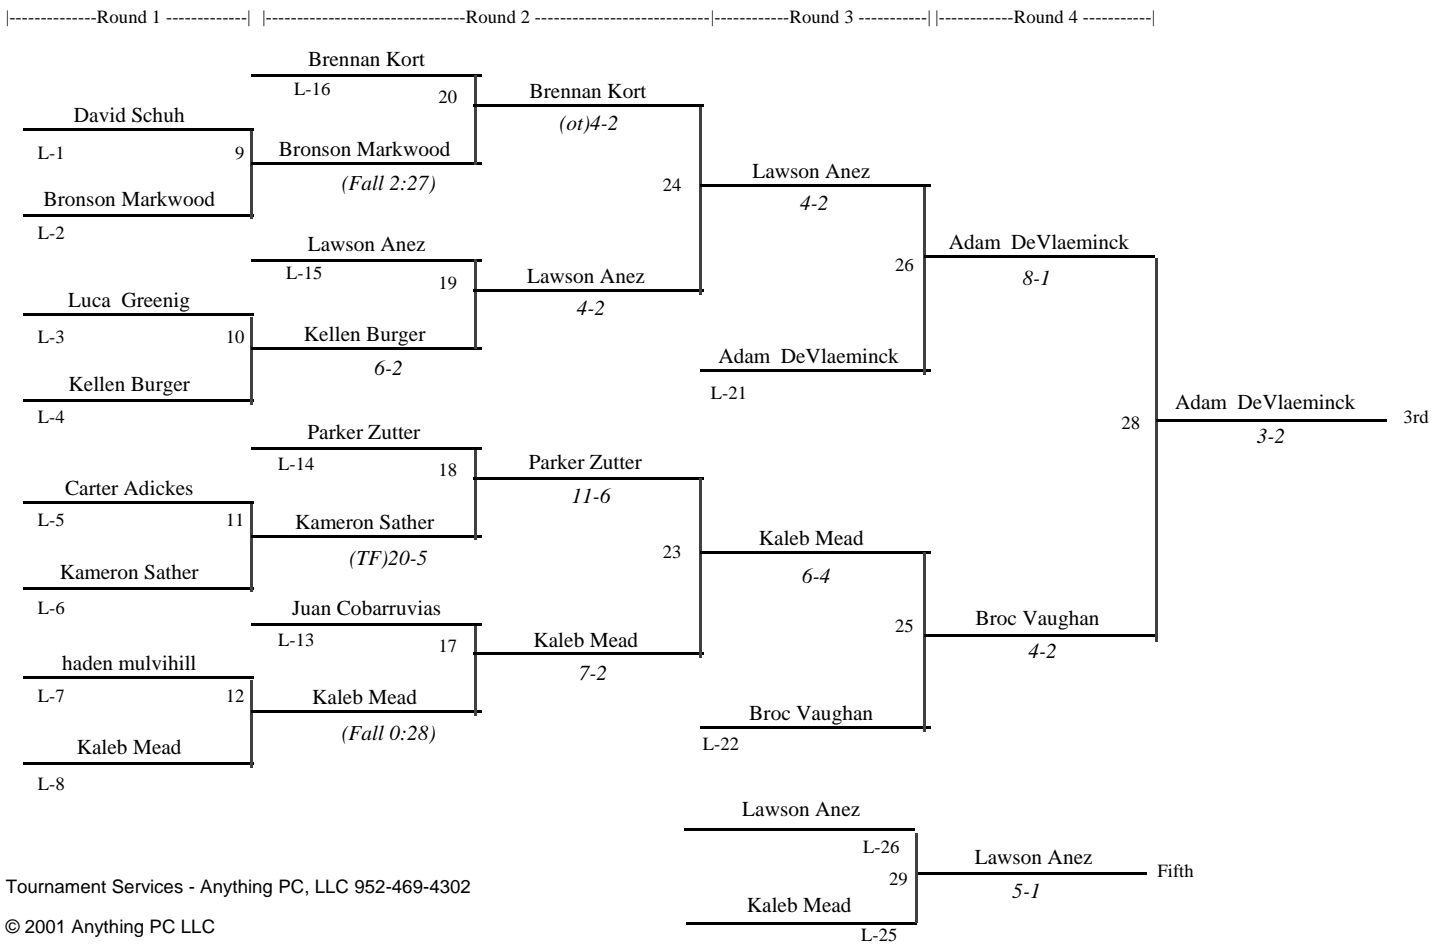 |--------------Round 1 -------------| |-----------------------------Round 2 -------------------------|------------Round 3 -----------| |------------Round 4 -----------|
Brennan Kort
L-16
20
Brennan Kort
(ot)4-2
David Schuh
L-1
9
Bronson Markwood
(Fall 2:27)
Bronson Markwood
L-2
24
Lawson Anez
4-2
Lawson Anez
L-15
19
Lawson Anez
4-2
Luca  Greenig
L-3
10
Kellen Burger
6-2
Kellen Burger
L-4
26
Adam  DeVlaeminck
8-1
Adam  DeVlaeminck
L-21
28
Adam  DeVlaeminck
3-2
3rd
Parker Zutter
L-14
18
Parker Zutter
11-6
Carter Adickes
L-5
11
Kameron Sather
(TF)20-5
Kameron Sather
L-6
23
Kaleb Mead
6-4
Juan Cobarruvias
L-13
17
Kaleb Mead
7-2
haden mulvihill
L-7
12
Kaleb Mead
(Fall 0:28)
Kaleb Mead
L-8
25
Broc Vaughan
4-2
Broc Vaughan
L-22
Lawson Anez
L-26
29
Lawson Anez
5-1
Fifth
Kaleb Mead
L-25
Tournament Services - Anything PC, LLC 952-469-4302
© 2001 Anything PC LLC